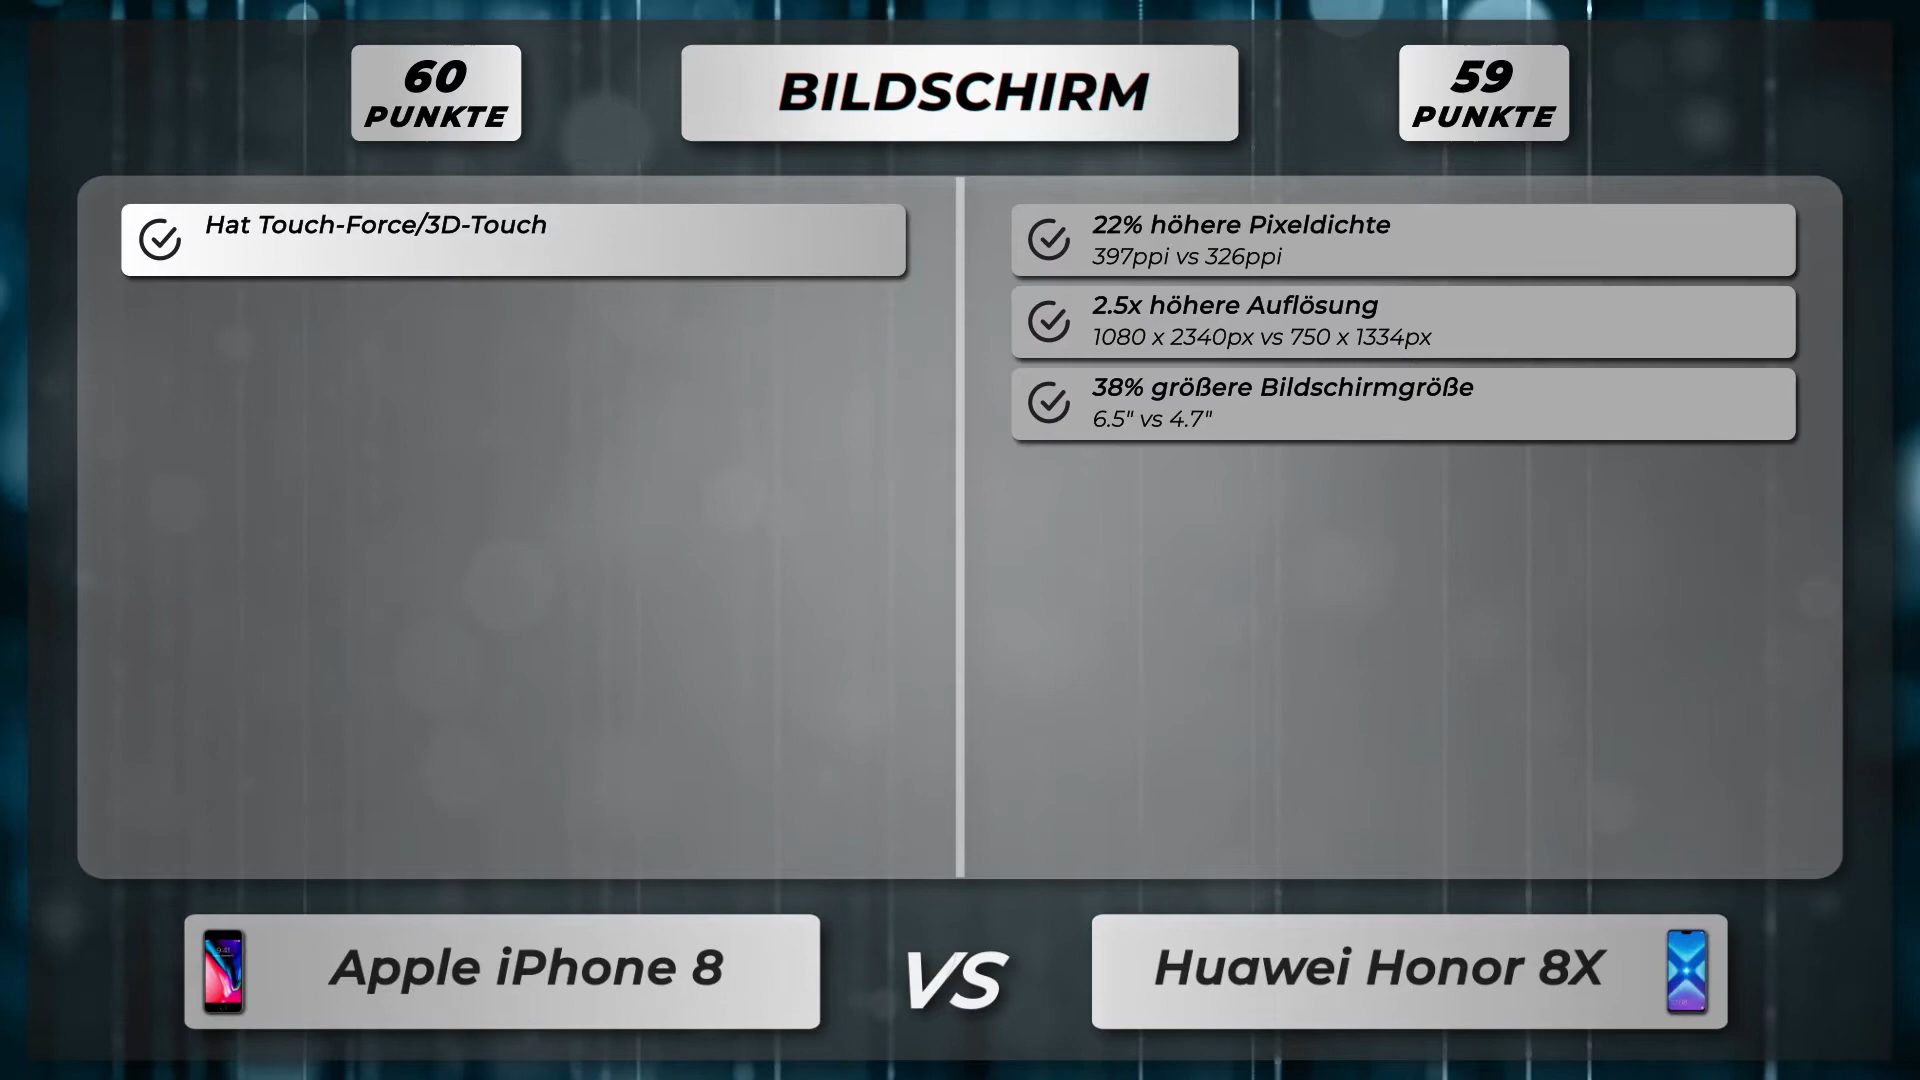 60
PUNKTE
BILDSCHIRM
59
PUNKTE
Hat Touch-Force/3D-Touch
22% höhere Pixeldichte
397ppi vs 326ppi
2.5x höhere Auflösung
1080 x 2340px vs 750 x 1334px
38% größere Bildschirmgröße
6.5" vs 4.7"
Apple iPhone 8
VS
Huawei Honor 8X